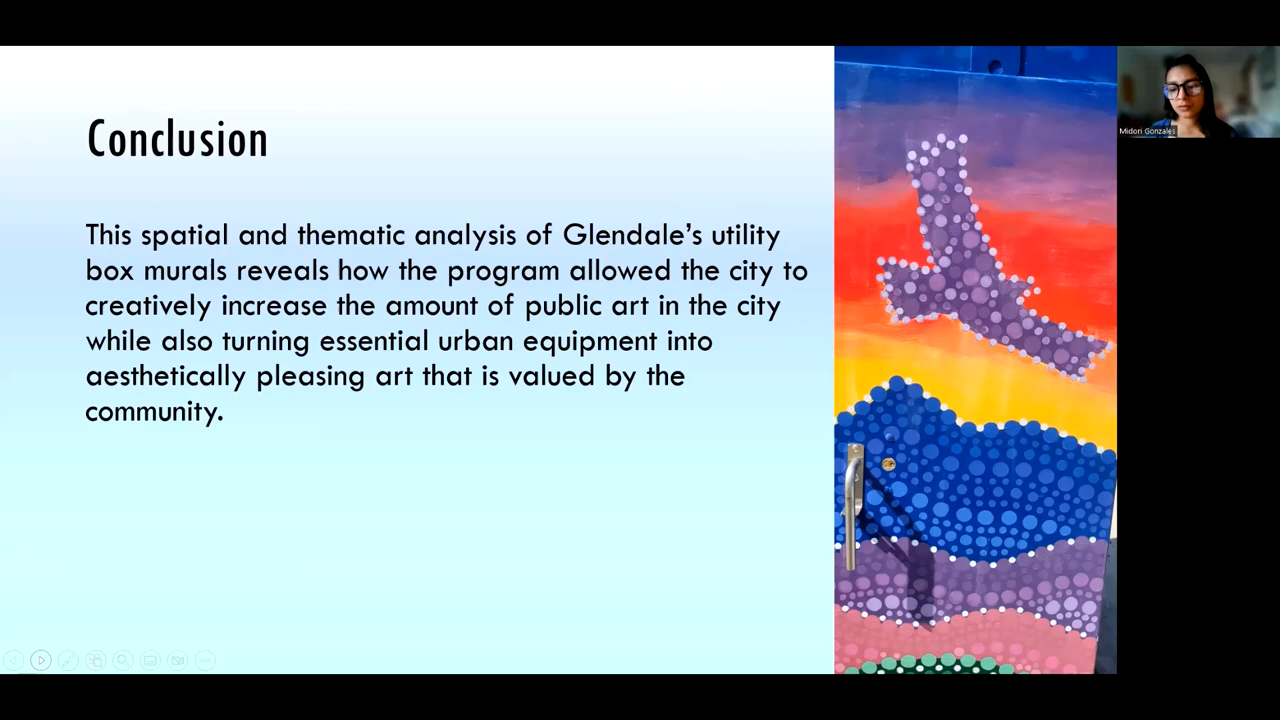 Conclusion
This spatial and thematic analysis of Glendale’s utility
box murals reveals how the program allowed the city to
creatively increase the amount of public art in the city
while also turning essential urban equipment into
aesthetically pleasing art that is valued by the
community.
Midori Gonzales